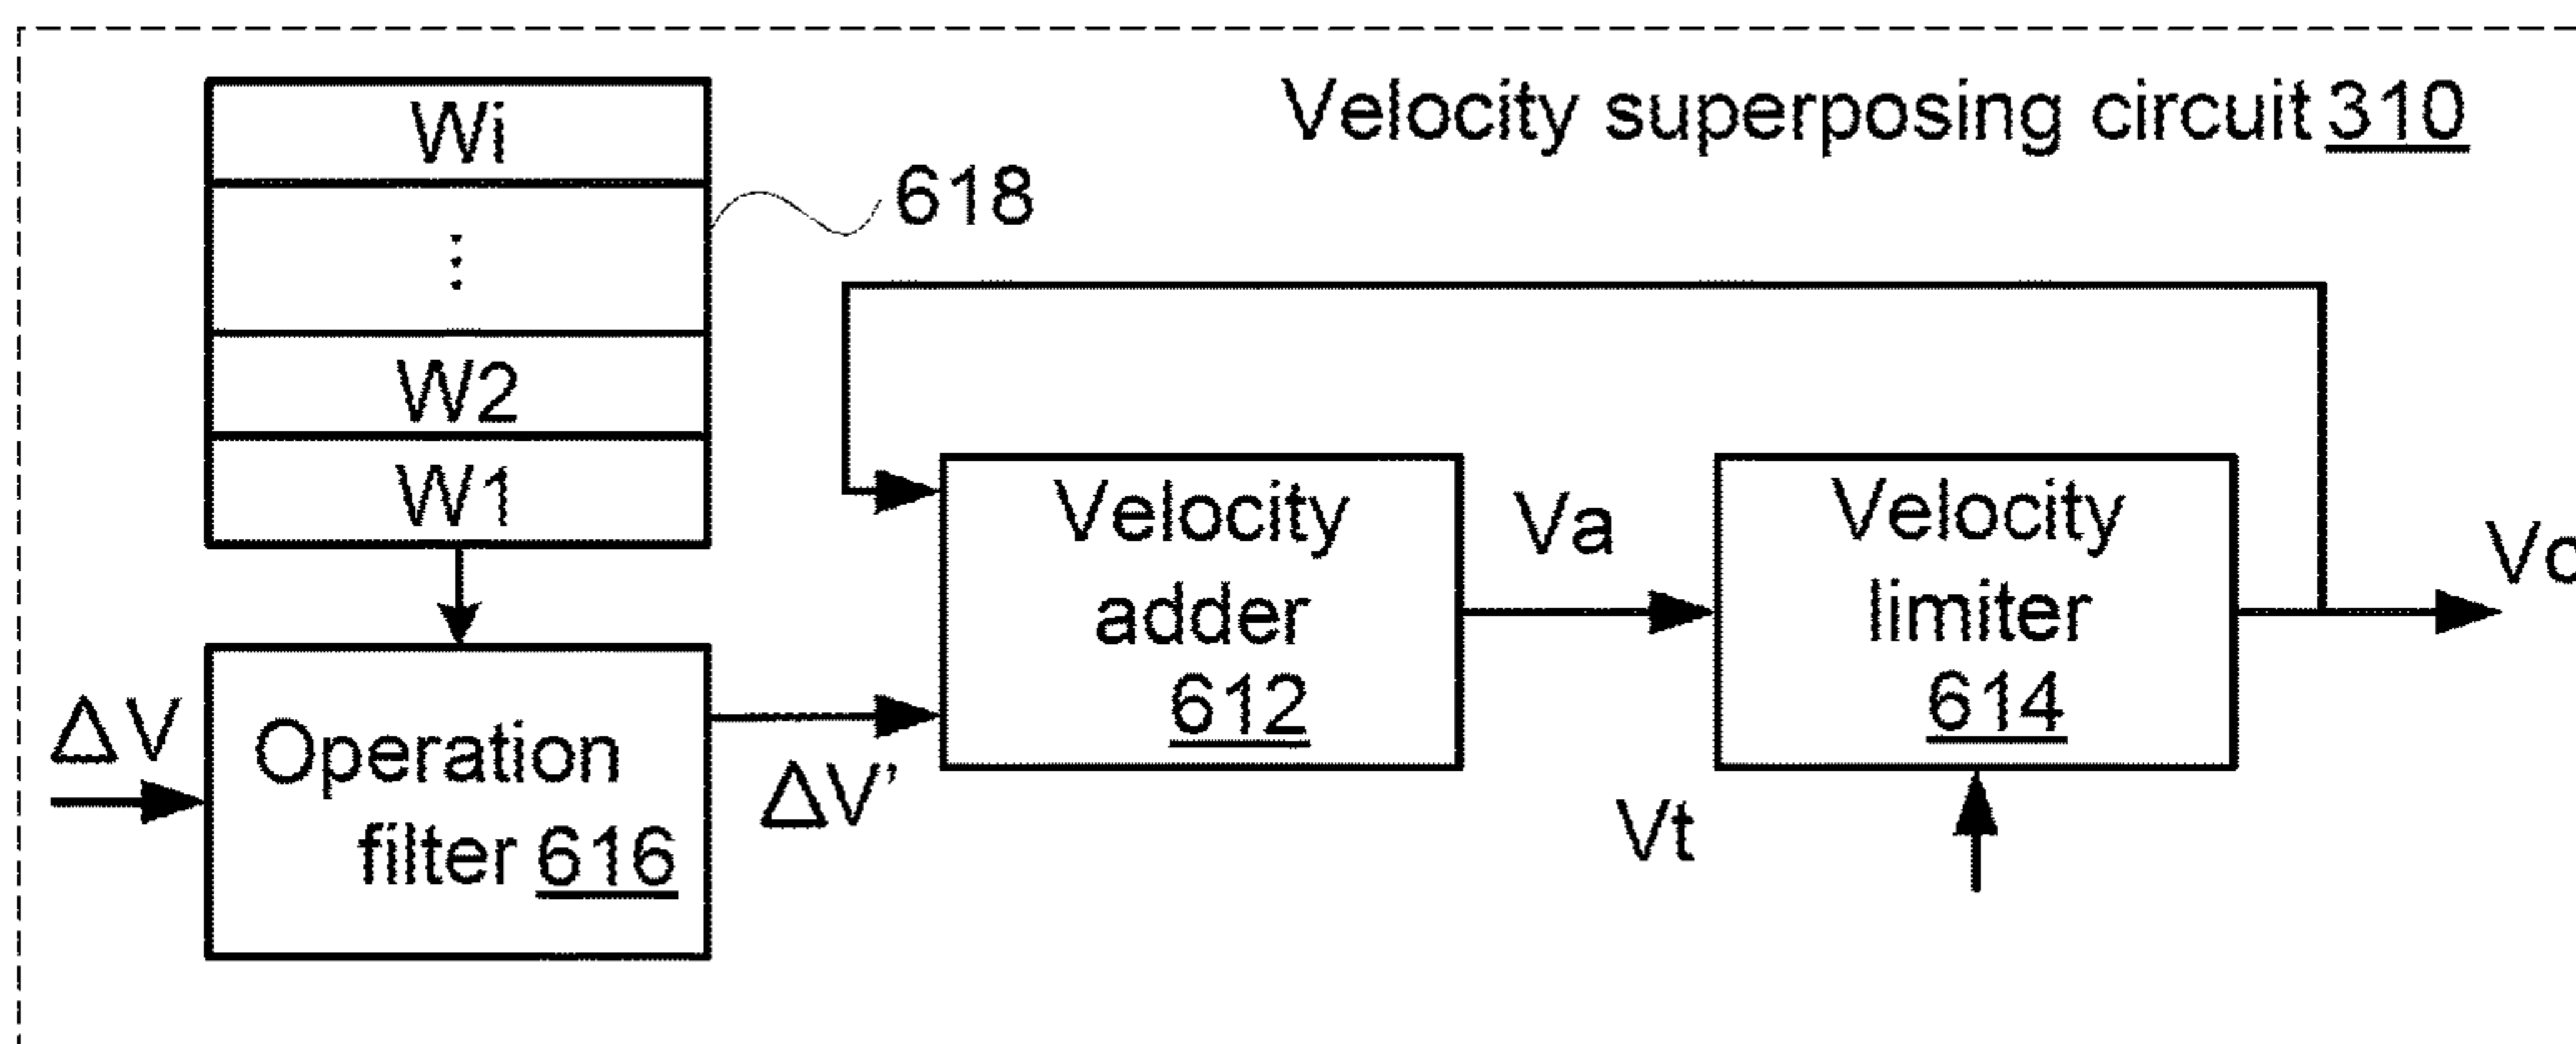 Velocity superposing circuit 310
Wi
⋮
W2
W1
618
ΔV
Operation
filter 616
ΔV’
Velocity
adder
612
Va
Velocity
limiter
614
Vt